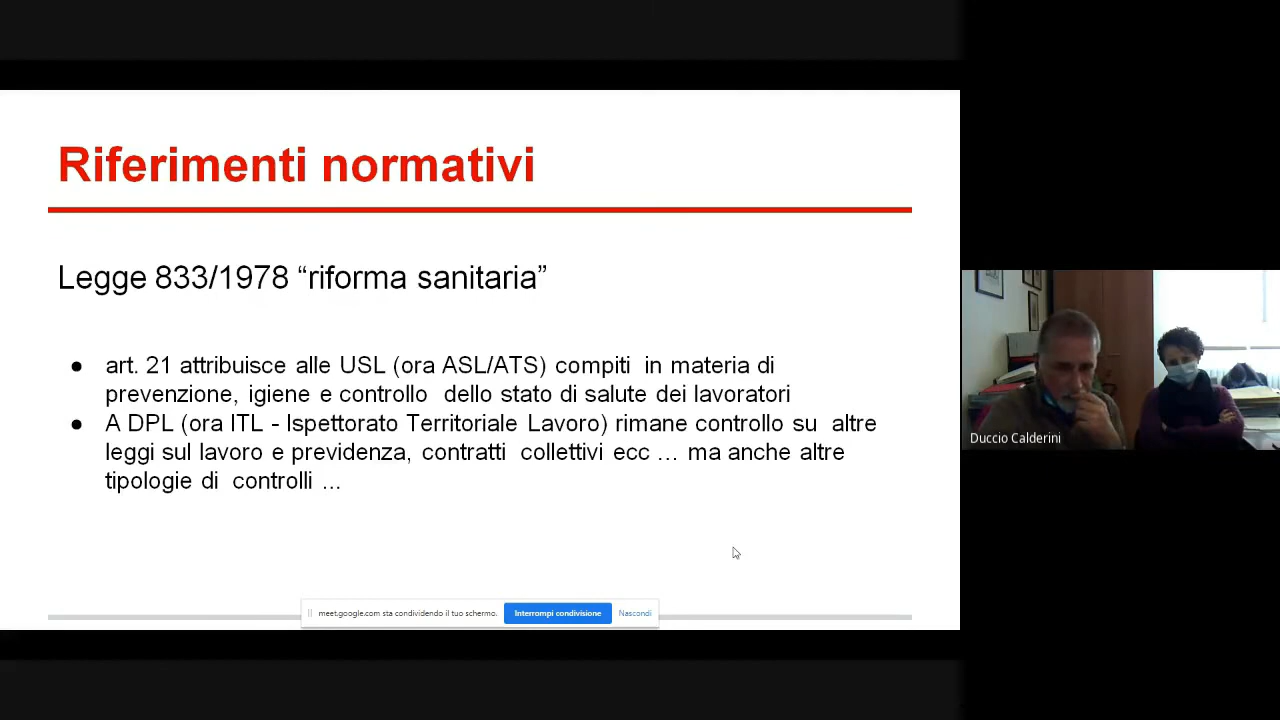 Riferimenti normativi
Legge 833/1978 “riforma sanitaria”
● art. 21 attribuisce alle USL (ora ASL/ATS) compiti in materia di
prevenzione, igiene e controllo dello stato di salute dei lavoratori
● A DPL (ora ITL - Ispettorato Territoriale Lavoro) rimane controllo su altre
leggi sul lavoro e previdenza, contratti collettivi ecc ... ma anche altre
tipologie di controlli ...
meet.google.com sta condividendo il tuo schermo. Interrompi condivisione Nascondi
Duccio Calderini